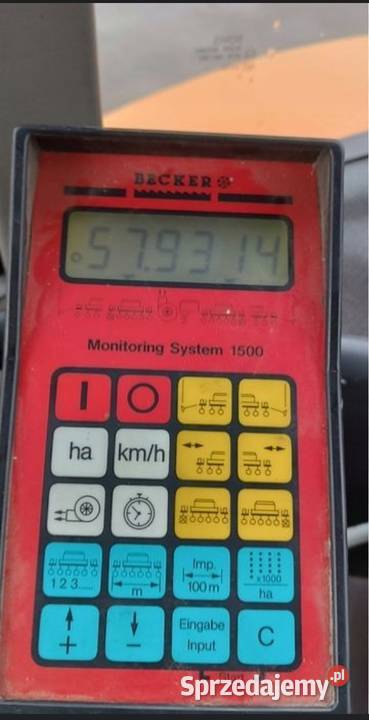 BECKER
57.9314
Monitoring System 1500
I O
ha km/h
1 2 3.... m Imp. 100 m x1000 ha
+ - Eingabe Input C
Sprzedajemy.pl